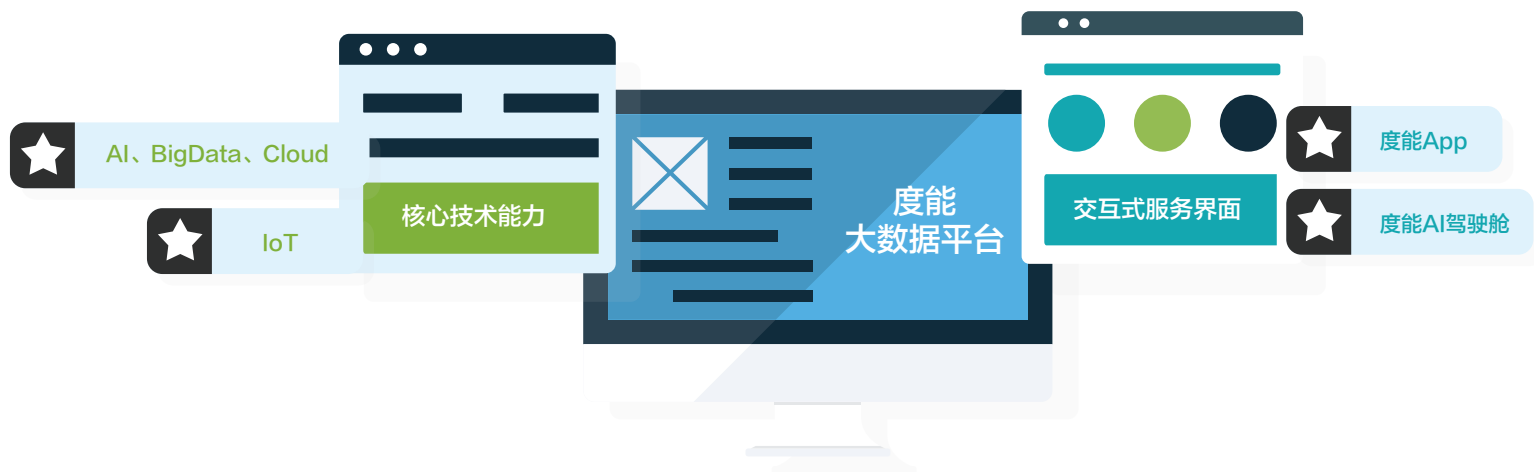 AI、BigData、Cloud
IoT
核心技术能力
度能
大数据平台
交互式服务界面
度能App
度能AI驾驶舱